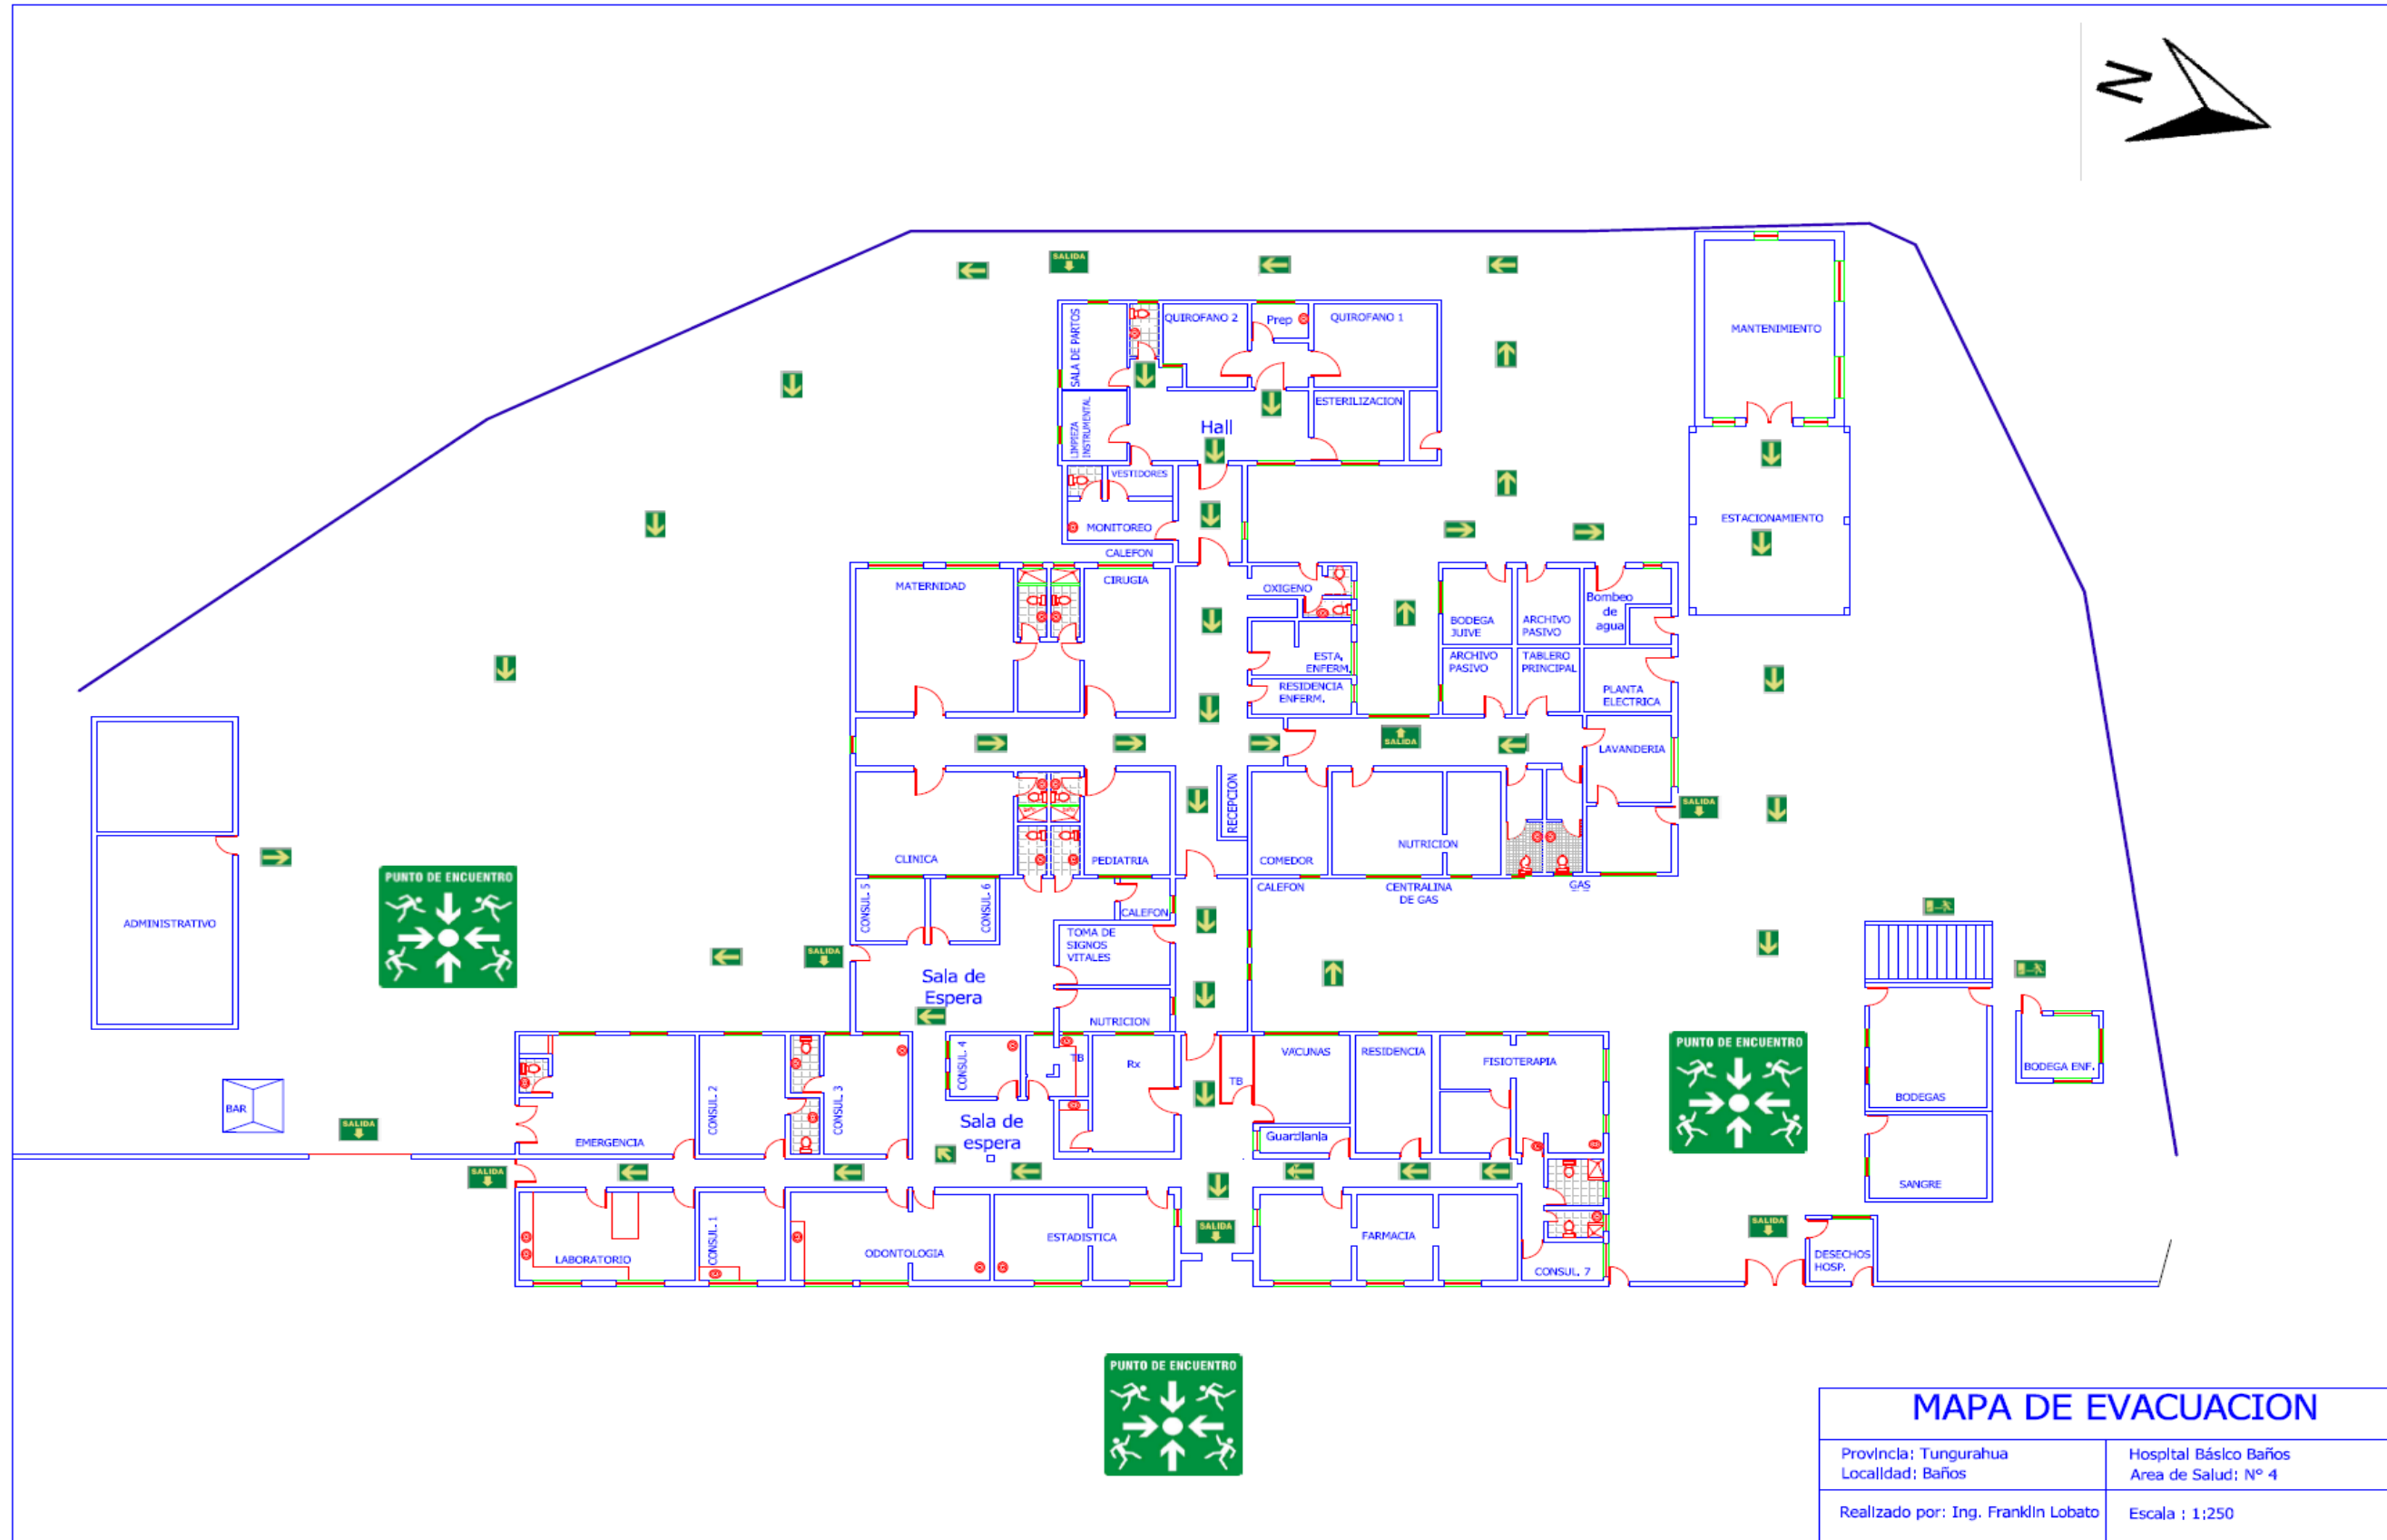 N
SALIDA
SALA DE PARTOS
QUIROFANO 2
Prep
QUIROFANO 1
MANTENIMIENTO
LIMPIEZA
INSTRUMENTAL
ESTERILIZACION
Hall
VESTIDORES
MONITOREO
CALEFON
ESTACIONAMIENTO
MATERNIDAD
CIRUGIA
OXIGENO
ESTA.
ENFERM.
RESIDENCIA
ENFERM.
BODEGA
JUIVE
ARCHIVO
PASIVO
Bombeo
de
agua
ARCHIVO
PASIVO
TABLERO
PRINCIPAL
PLANTA
ELECTRICA
SALIDA
LAVANDERIA
RECEPCION
SALIDA
CLINICA
PEDIATRIA
COMEDOR
NUTRICION
CALEFON
CENTRALINA
DE GAS
GAS
PUNTO DE ENCUENTRO
ADMINISTRATIVO
CONSUL. 5
CONSUL. 6
CALEFON
SALIDA
TOMA DE
SIGNOS
VITALES
Sala de
Espera
NUTRICION
BAR
SALIDA
EMERGENCIA
CONSUL. 2
CONSUL. 3
CONSUL. 4
TB
Rx
TB
VACUNAS
RESIDENCIA
FISIOTERAPIA
Guardiania
Sala de
espera
PUNTO DE ENCUENTRO
BODEGAS
BODEGA ENF.
SANGRE
SALIDA
LABORATORIO
CONSUL. 1
ODONTOLOGIA
ESTADISTICA
SALIDA
FARMACIA
CONSUL. 7
SALIDA
DESECHOS
HOSP.
PUNTO DE ENCUENTRO
MAPA DE EVACUACION
Provincia: Tungurahua
Localidad: Baños
Hospital Básico Baños
Area de Salud: Nº 4
Realizado por: Ing. Franklin Lobato
Escala : 1:250